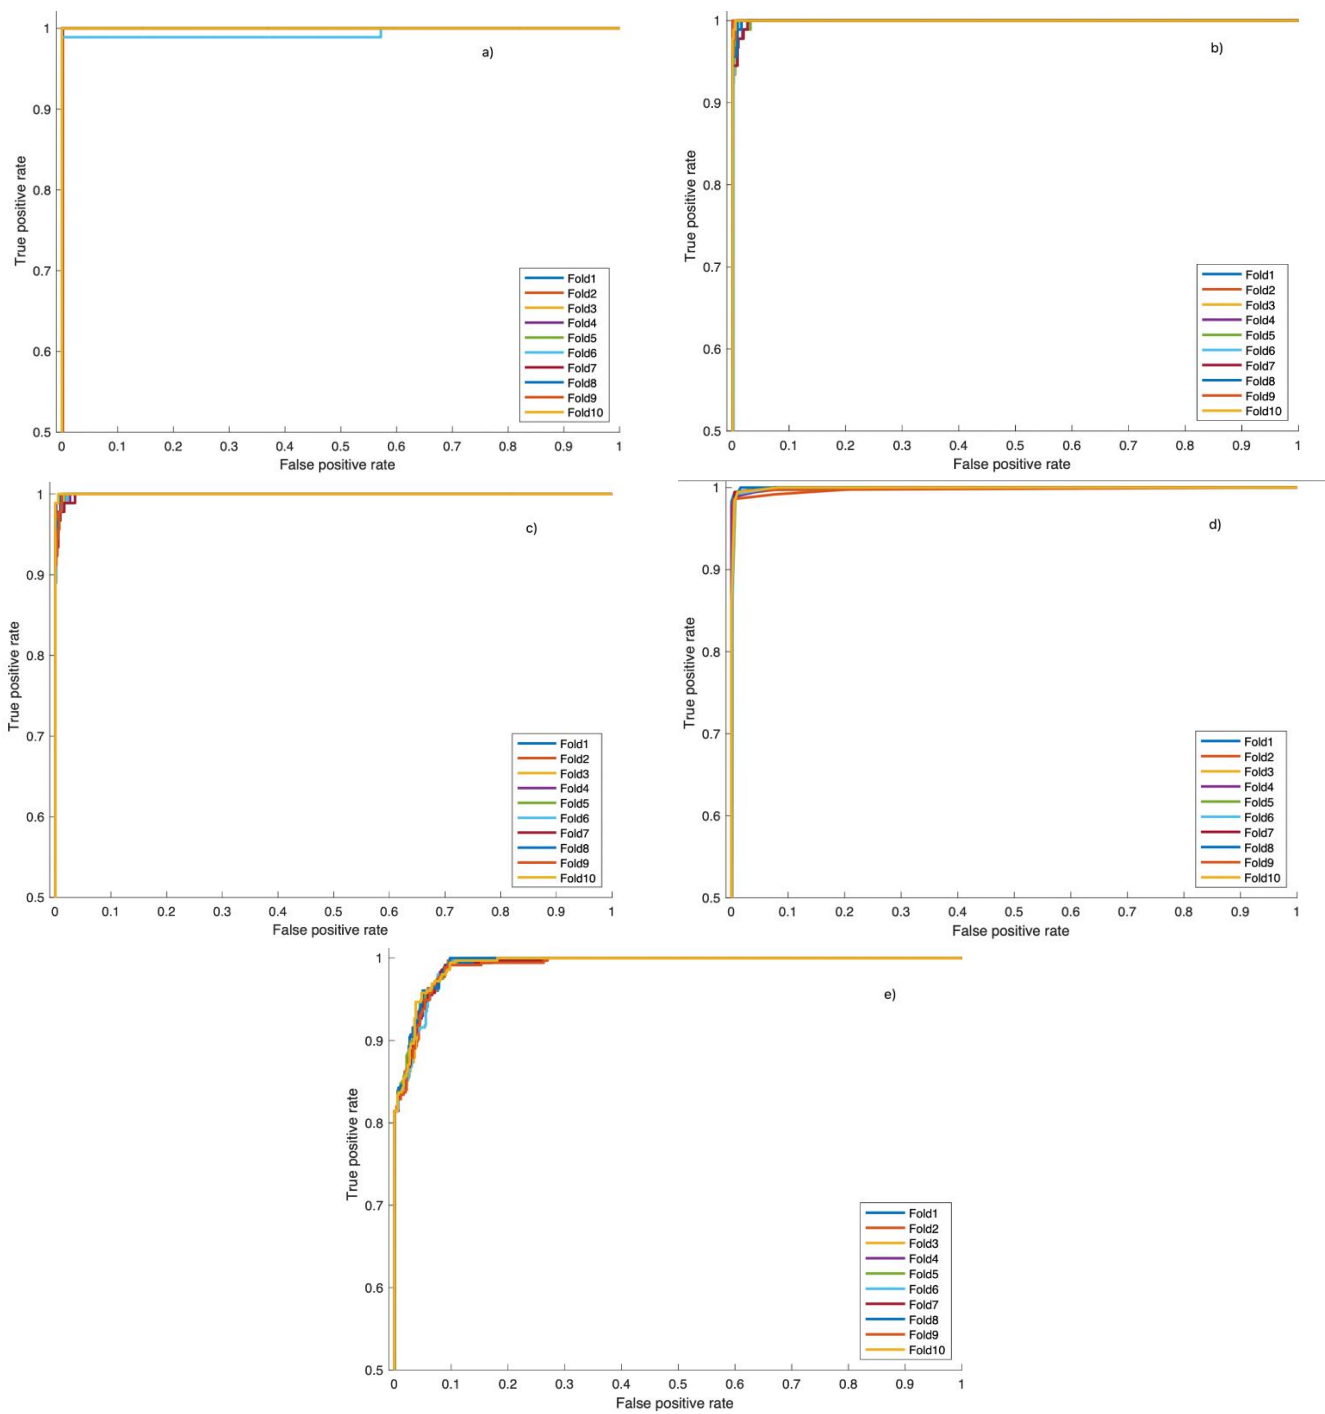 a)
1
0.9
0.8
0.7
0.6
0.5
True positive rate
Fold1
Fold2
Fold3
Fold4
Fold5
Fold6
Fold7
Fold8
Fold9
Fold10
0 0.1 0.2 0.3 0.4 0.5 0.6 0.7 0.8 0.9 1
False positive rate
b)
1
0.9
0.8
0.7
0.6
0.5
True positive rate
Fold1
Fold2
Fold3
Fold4
Fold5
Fold6
Fold7
Fold8
Fold9
Fold10
0 0.1 0.2 0.3 0.4 0.5 0.6 0.7 0.8 0.9 1
False positive rate
c)
1
0.9
0.8
0.7
0.6
0.5
True positive rate
Fold1
Fold2
Fold3
Fold4
Fold5
Fold6
Fold7
Fold8
Fold9
Fold10
0 0.1 0.2 0.3 0.4 0.5 0.6 0.7 0.8 0.9 1
False positive rate
d)
1
0.9
0.8
0.7
0.6
0.5
True positive rate
Fold1
Fold2
Fold3
Fold4
Fold5
Fold6
Fold7
Fold8
Fold9
Fold10
0 0.1 0.2 0.3 0.4 0.5 0.6 0.7 0.8 0.9 1
False positive rate
e)
1
0.9
0.8
0.7
0.6
0.5
True positive rate
Fold1
Fold2
Fold3
Fold4
Fold5
Fold6
Fold7
Fold8
Fold9
Fold10
0 0.1 0.2 0.3 0.4 0.5 0.6 0.7 0.8 0.9 1
False positive rate